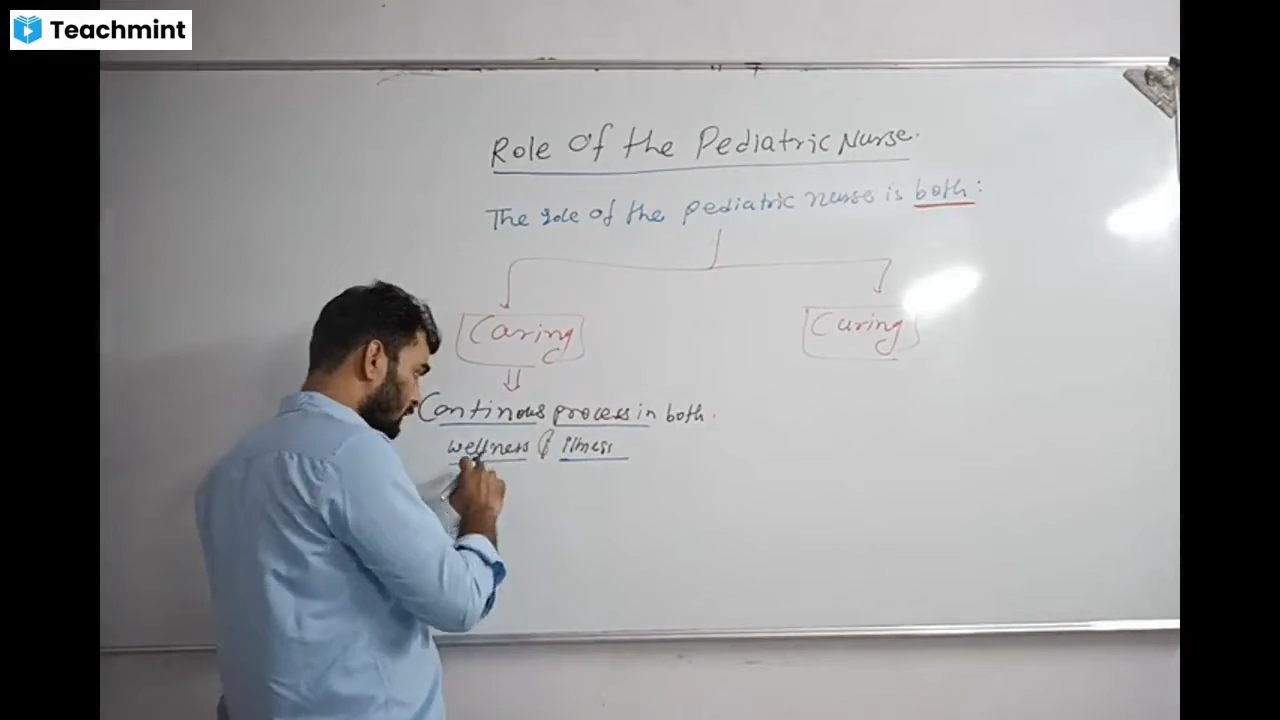 Teachmint
Role Of the Pediatric Nurse.
The role of the pediatric nurse is both:
Caring
Curing
Continous process in both.
wellness & illness